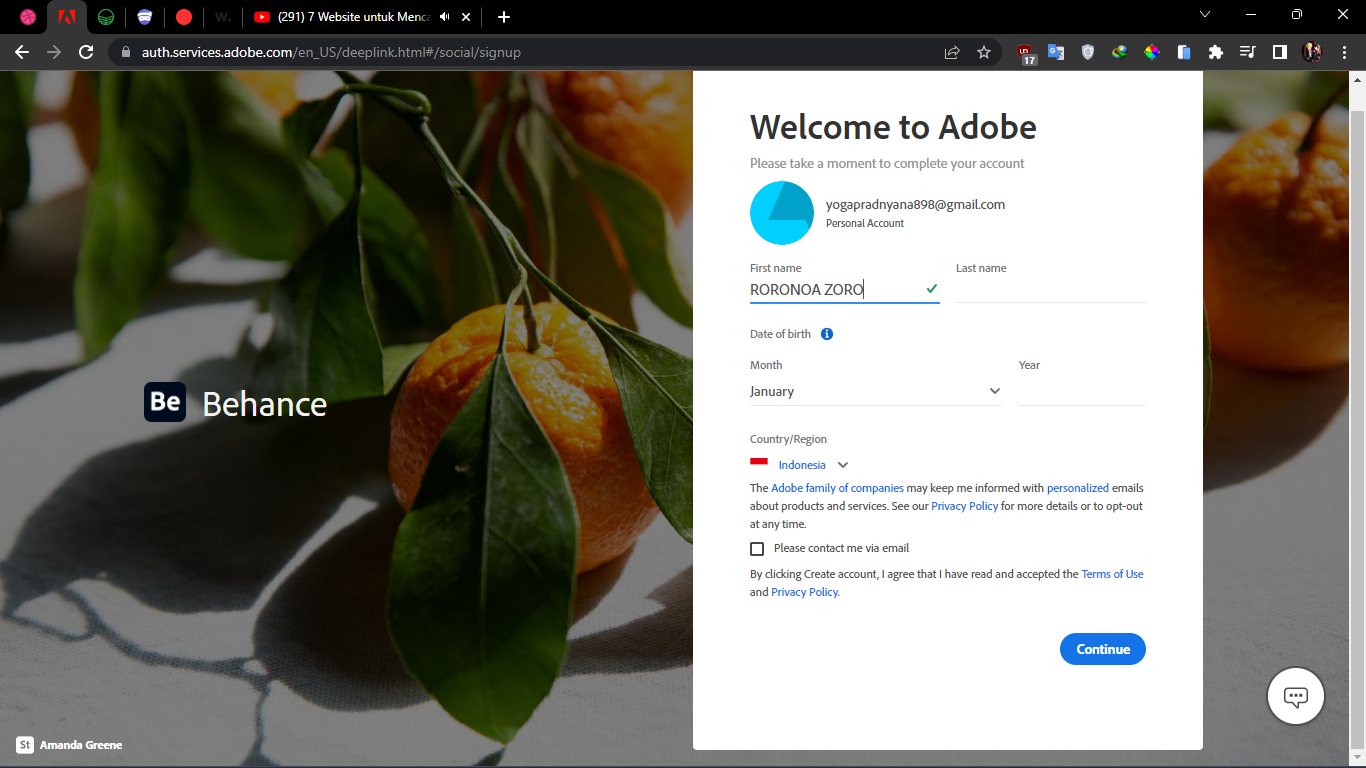 W.
(291) 7 Website untuk Menca
auth.services.adobe.com/en_US/deeplink.html#/social/signup
17
Welcome to Adobe
Please take a moment to complete your account
yogapradnyana898@gmail.com
Personal Account
First name
Last name
RORONOA ZORO
Date of birth
Month
Year
January
Be Behance
Country/Region
Indonesia
The Adobe family of companies may keep me informed with personalized emails
about products and services. See our Privacy Policy for more details or to opt-out
at any time.
Please contact me via email
By clicking Create account, I agree that I have read and accepted the Terms of Use
and Privacy Policy.
Continue
St Amanda Greene